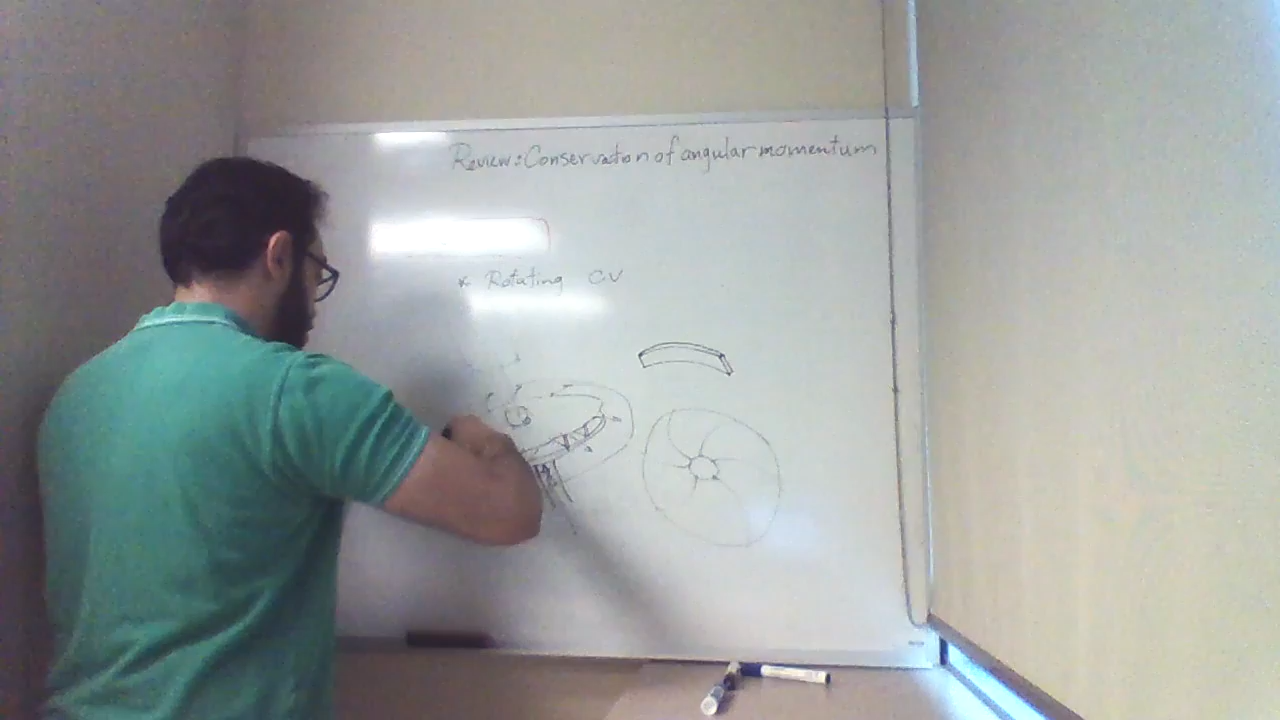 Review: Conservation of angular momentum
* Rotating CV